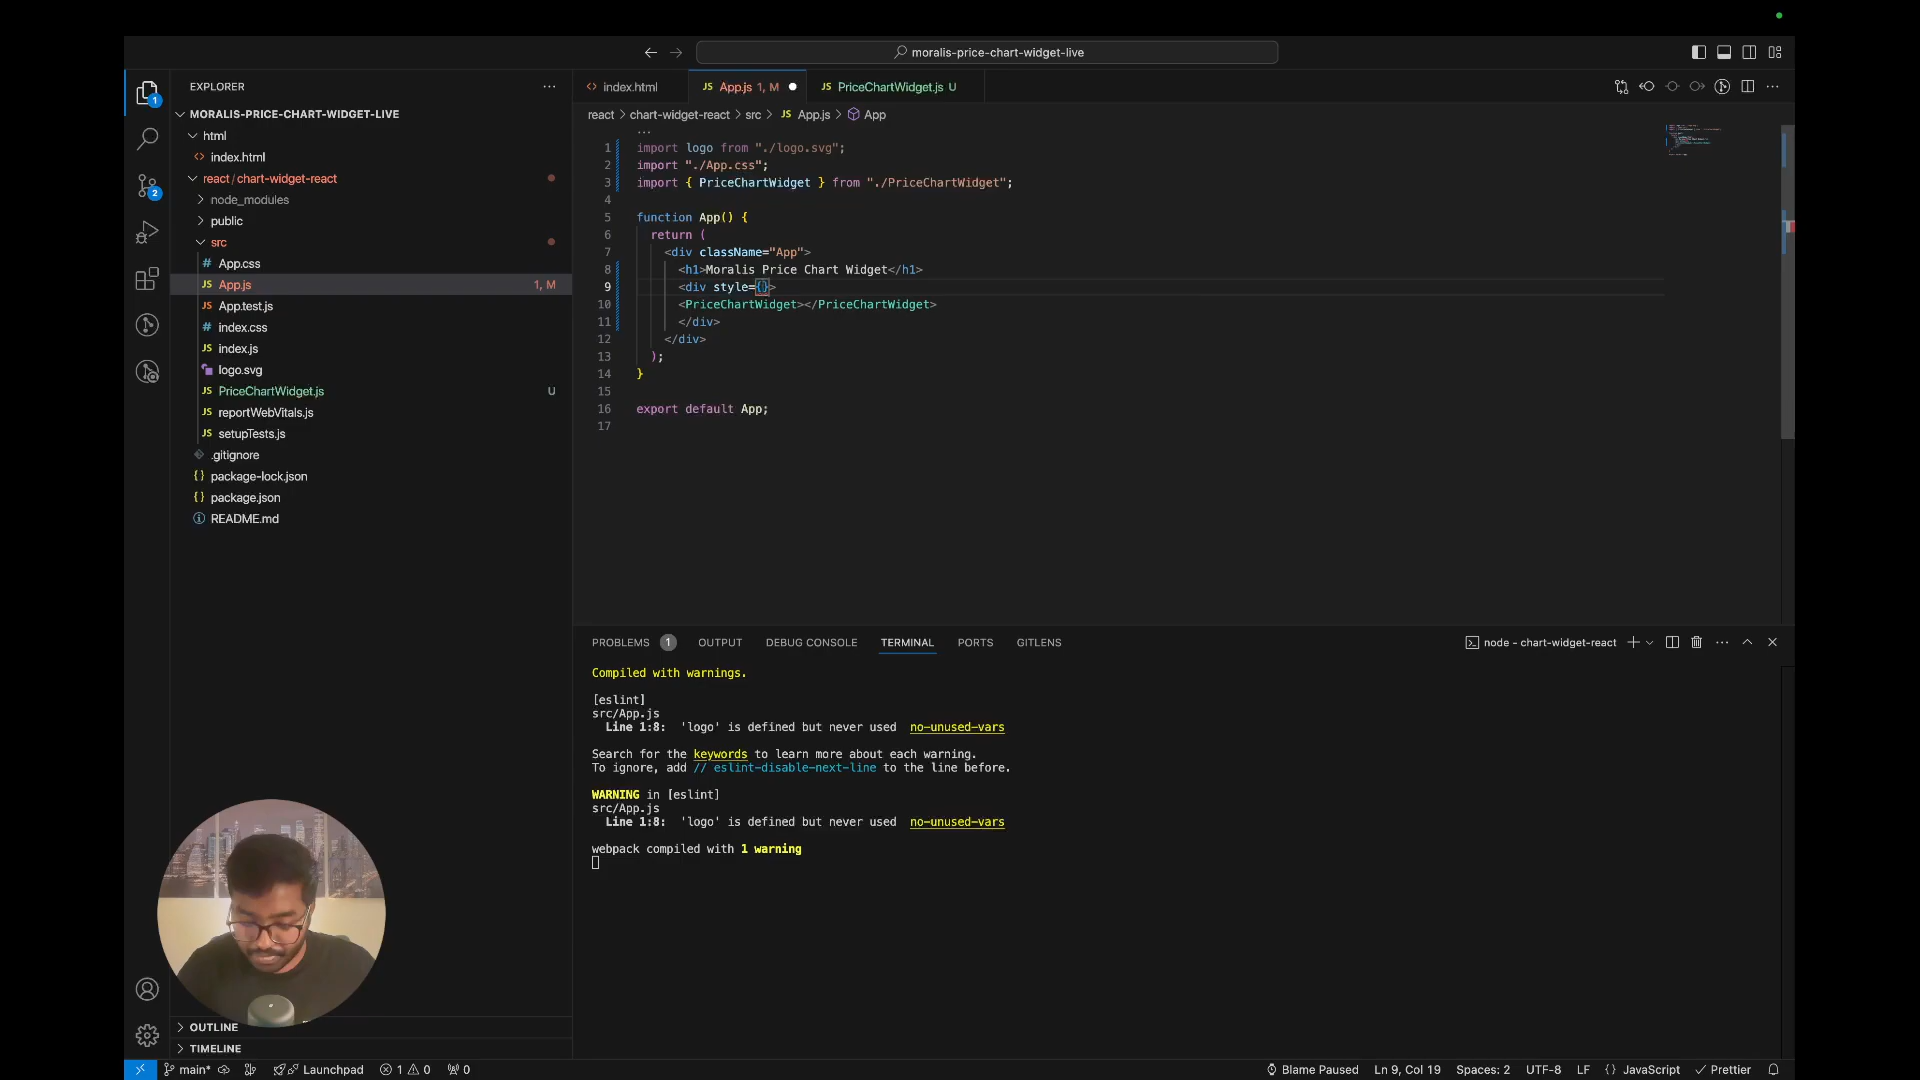 moralis-price-chart-widget-live
EXPLORER
index.html
App.js 1, M
PriceChartWidget.js U
MORALIS-PRICE-CHART-WIDGET-LIVE
react > chart-widget-react > src > JS App.js > App
html
index.html
react / chart-widget-react
node_modules
public
src
App.css
App.js 1, M
App.test.js
index.css
index.js
logo.svg
PriceChartWidget.js U
reportWebVitals.js
setupTests.js
.gitignore
package-lock.json
package.json
README.md
1 import logo from "./logo.svg";
2 import "./App.css";
3 import { PriceChartWidget } from "./PriceChartWidget";
4
5 function App() {
6 return (
7 <div className="App">
8 <h1>Moralis Price Chart Widget</h1>
9 <div style={}>
10 <PriceChartWidget></PriceChartWidget>
11 </div>
12 </div>
13 );
14 }
15
16 export default App;
17
PROBLEMS 1 OUTPUT DEBUG CONSOLE TERMINAL PORTS GITLENS
node - chart-widget-react
Compiled with warnings.
[eslint]
src/App.js
Line 1:8: 'logo' is defined but never used no-unused-vars
Search for the keywords to learn more about each warning.
To ignore, add // eslint-disable-next-line to the line before.
WARNING in [eslint]
src/App.js
Line 1:8: 'logo' is defined but never used no-unused-vars
webpack compiled with 1 warning
OUTLINE
TIMELINE
main* Launchpad 1 0 0
Blame Paused Ln 9, Col 19 Spaces: 2 UTF-8 LF {} JavaScript Prettier